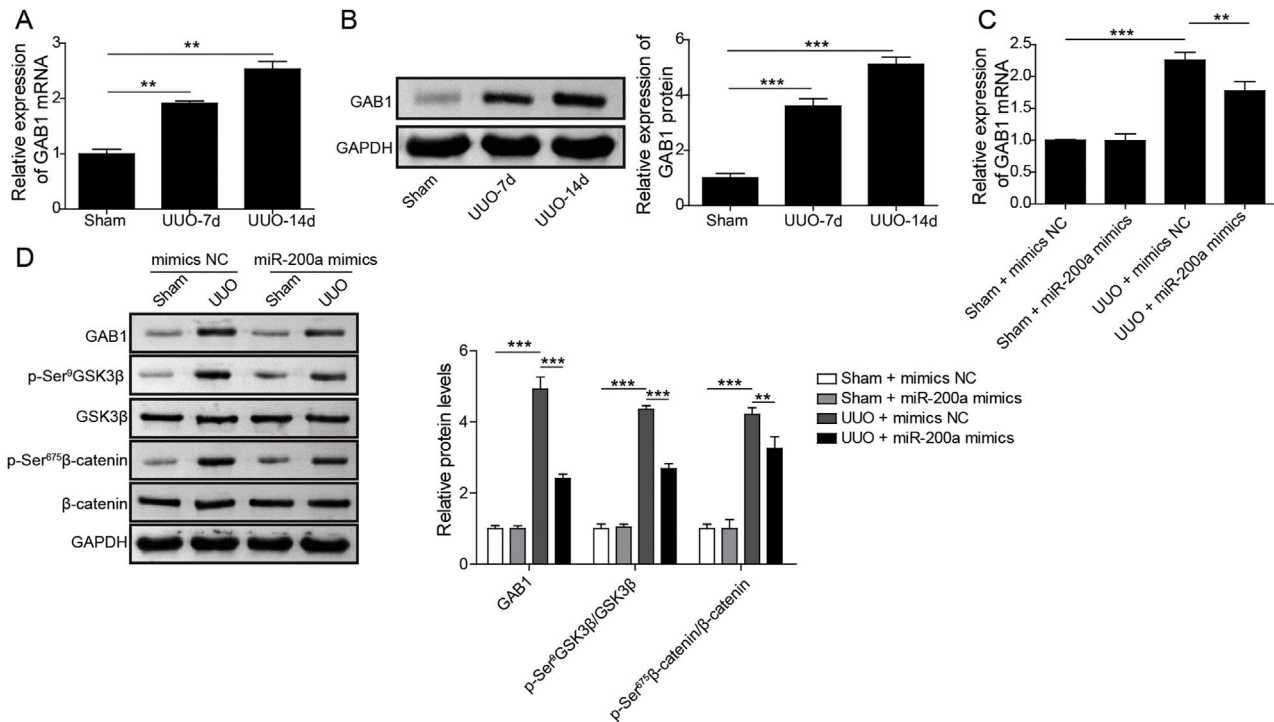 A
Relative expression
of GAB1 mRNA
3
2
1
0
**
**
Sham
UUO-7d
UUO-14d
B
GAB1
GAPDH
Sham
UUO-7d
UUO-14d
Relative expression of
GAB1 protein
6
4
2
0
***
***
Sham
UUO-7d
UUO-14d
C
Relative expression
of GAB1 mRNA
2.5
2.0
1.5
1.0
0.5
0.0
***
**
Sham + mimics NC
Sham + miR-200a mimics
UUO + mimics NC
UUO + miR-200a mimics
D
mimics NC
miR-200a mimics
Sham
UUO
Sham
UUO
GAB1
p-Ser⁹GSK3β
GSK3β
p-Ser⁶⁷⁵β-catenin
β-catenin
GAPDH
Relative protein levels
6
4
2
0
***
***
***
***
***
**
GAB1
p-Ser⁹GSK3β/GSK3β
p-Ser⁶⁷⁵β-catenin/β-catenin
Sham + mimics NC
Sham + miR-200a mimics
UUO + mimics NC
UUO + miR-200a mimics